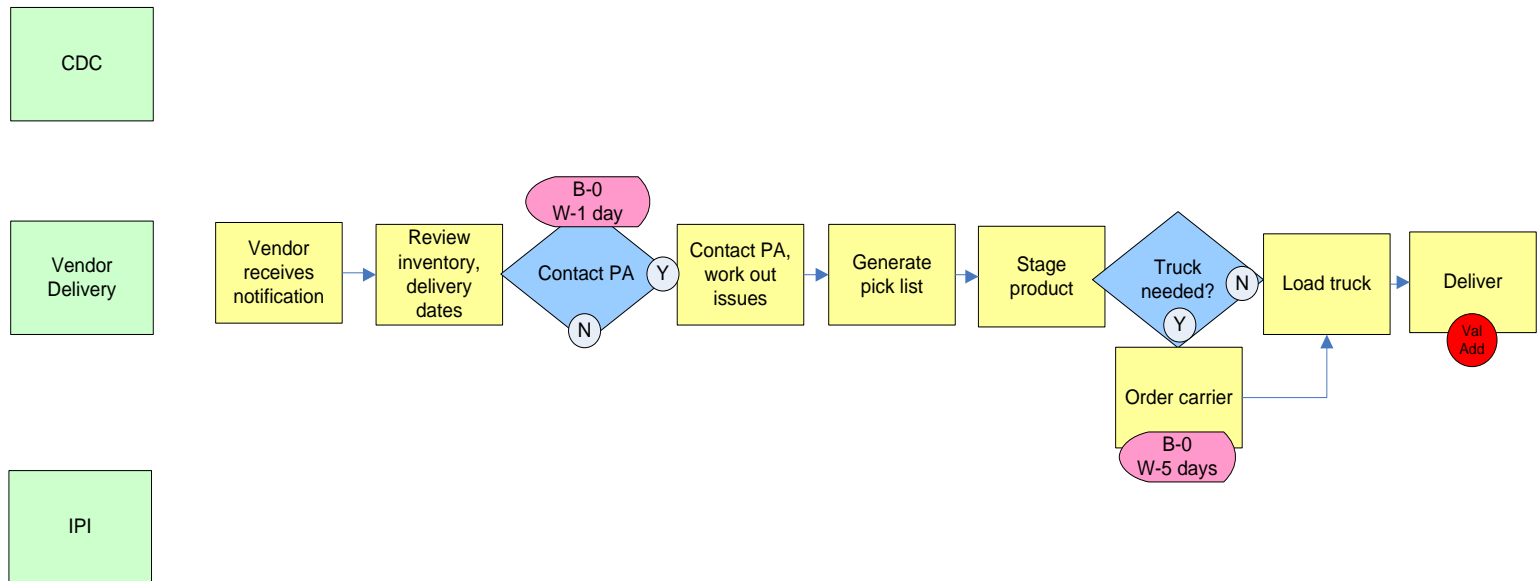 CDC
B-0
W-1 day
Vendor
Delivery
Vendor
receives
notification
Review
inventory,
delivery
dates
Contact PA
Y
N
Contact PA,
work out
issues
Generate
pick list
Stage
product
Truck
needed?
N
Y
Load truck
Deliver
Val
Add
Order carrier
B-0
W-5 days
IPI